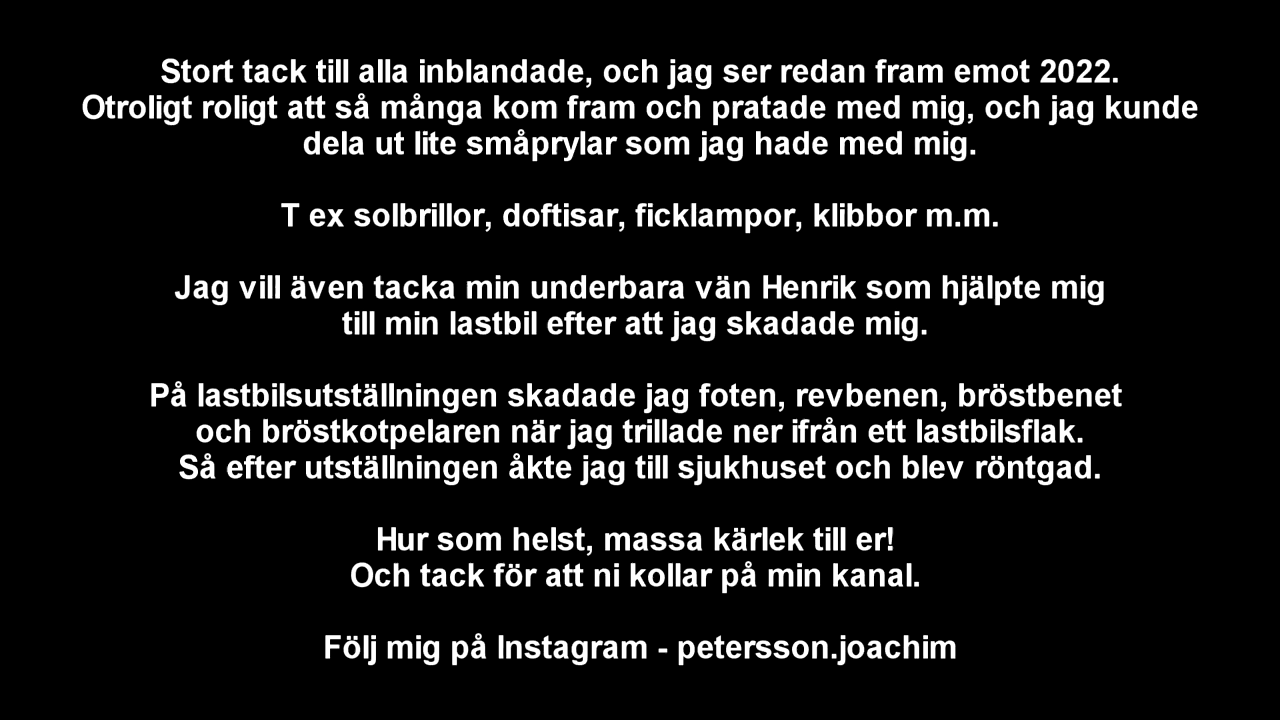 Stort tack till alla inblandade, och jag ser redan fram emot 2022.
Otroligt roligt att så många kom fram och pratade med mig, och jag kunde
dela ut lite småprylar som jag hade med mig.
T ex solbrillor, doftisar, ficklampor, klibbor m.m.
Jag vill även tacka min underbara vän Henrik som hjälpte mig
till min lastbil efter att jag skadade mig.
På lastbilsutställningen skadade jag foten, revbenen, bröstbenet
och bröstkotpelaren när jag trillade ner ifrån ett lastbilsflak.
Så efter utställningen åkte jag till sjukhuset och blev röntgad.
Hur som helst, massa kärlek till er!
Och tack för att ni kollar på min kanal.
Följ mig på Instagram - petersson.joachim